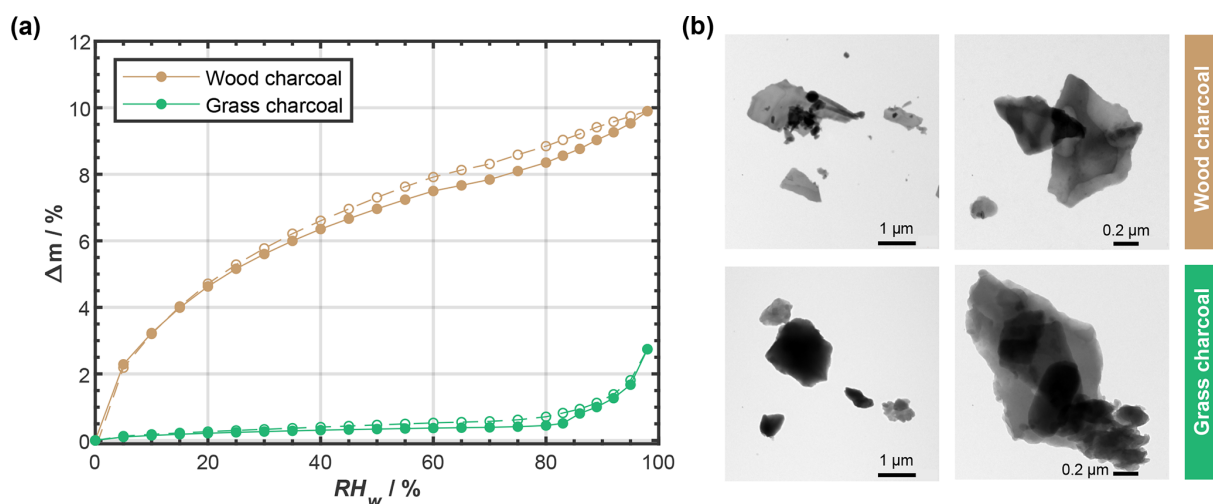 (a)
12
10
8
6
4
2
0
Δm / %
Wood charcoal
Grass charcoal
0
20
40
60
80
100
RHw / %
(b)
1 µm
0.2 µm
Wood charcoal
1 µm
0.2 µm
Grass charcoal